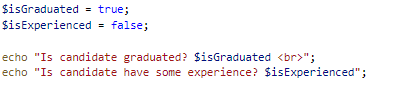 $isGraduated = true;
$isExperienced = false;
echo "Is candidate graduated? $isGraduated <br>";
echo "Is candidate have some experience? $isExperienced";